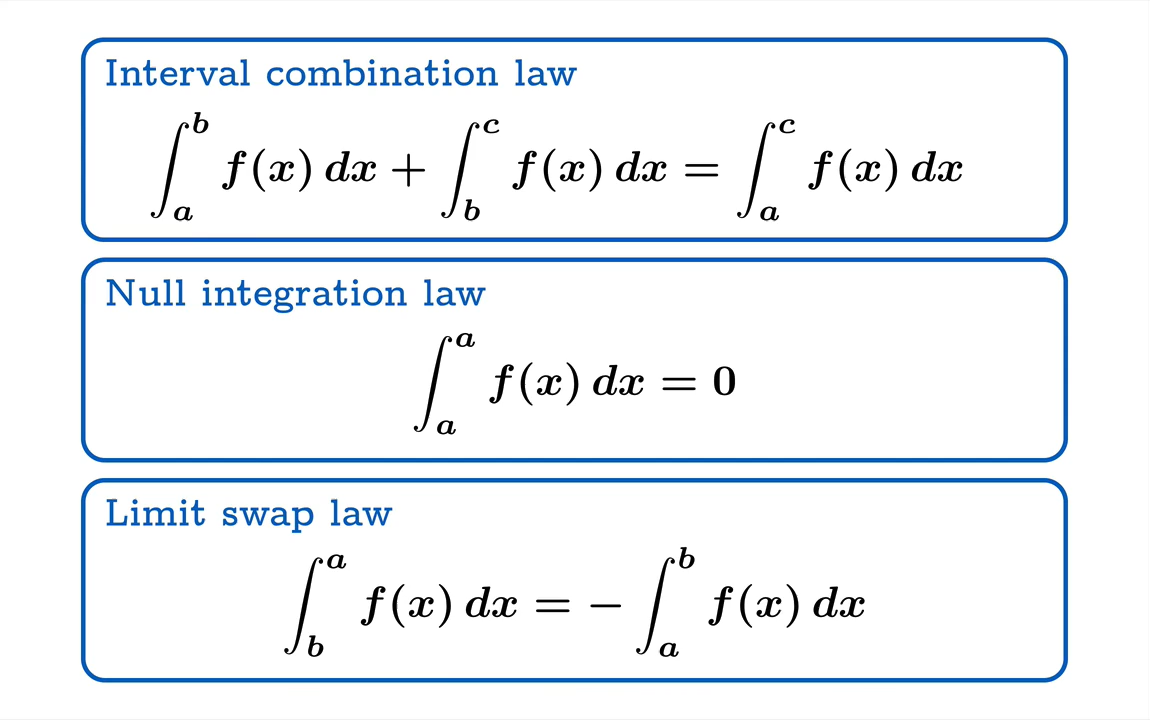 Interval combination law
∫_a^b f(x) dx + ∫_b^c f(x) dx = ∫_a^c f(x) dx
Null integration law
∫_a^a f(x) dx = 0
Limit swap law
∫_b^a f(x) dx = − ∫_a^b f(x) dx